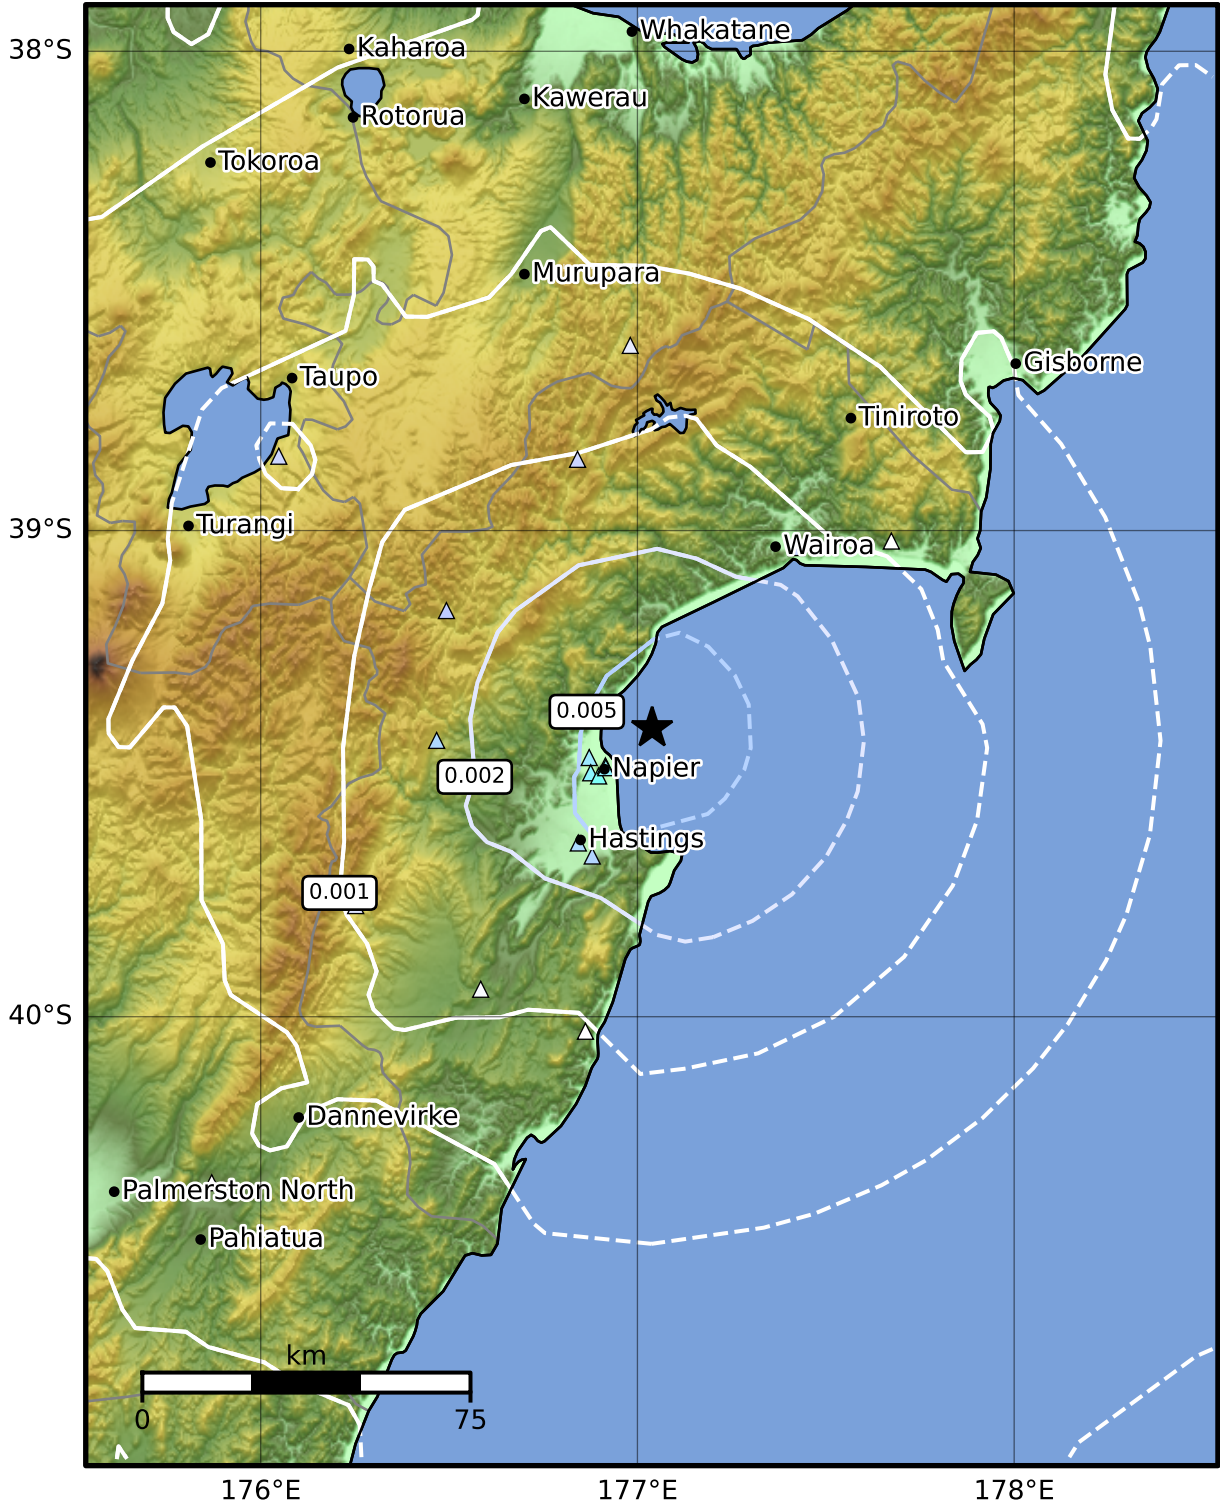 Whakatane
38°S
Kaharoa
Kawerau
Rotorua
Tokoroa
Murupara
Gisborne
Taupo
Tiniroto
Turangi
39°S
Wairoa
0.005
Napier
0.002
Hastings
0.001
40°S
Dannevirke
Palmerston North
Pahiatua
km
0 75
176°E 177°E 178°E